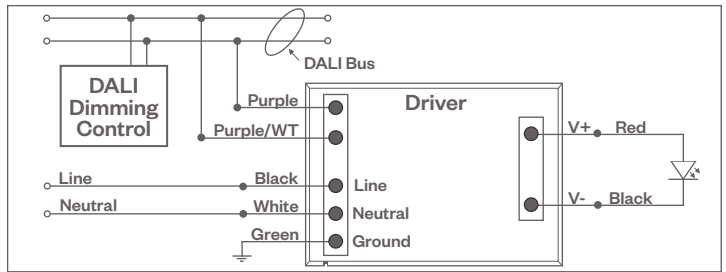 DALI Bus
DALI
Dimming
Control
Driver
Purple
Purple/WT
V+ Red
Line Black Line
V- Black
Neutral White Neutral
Green Ground